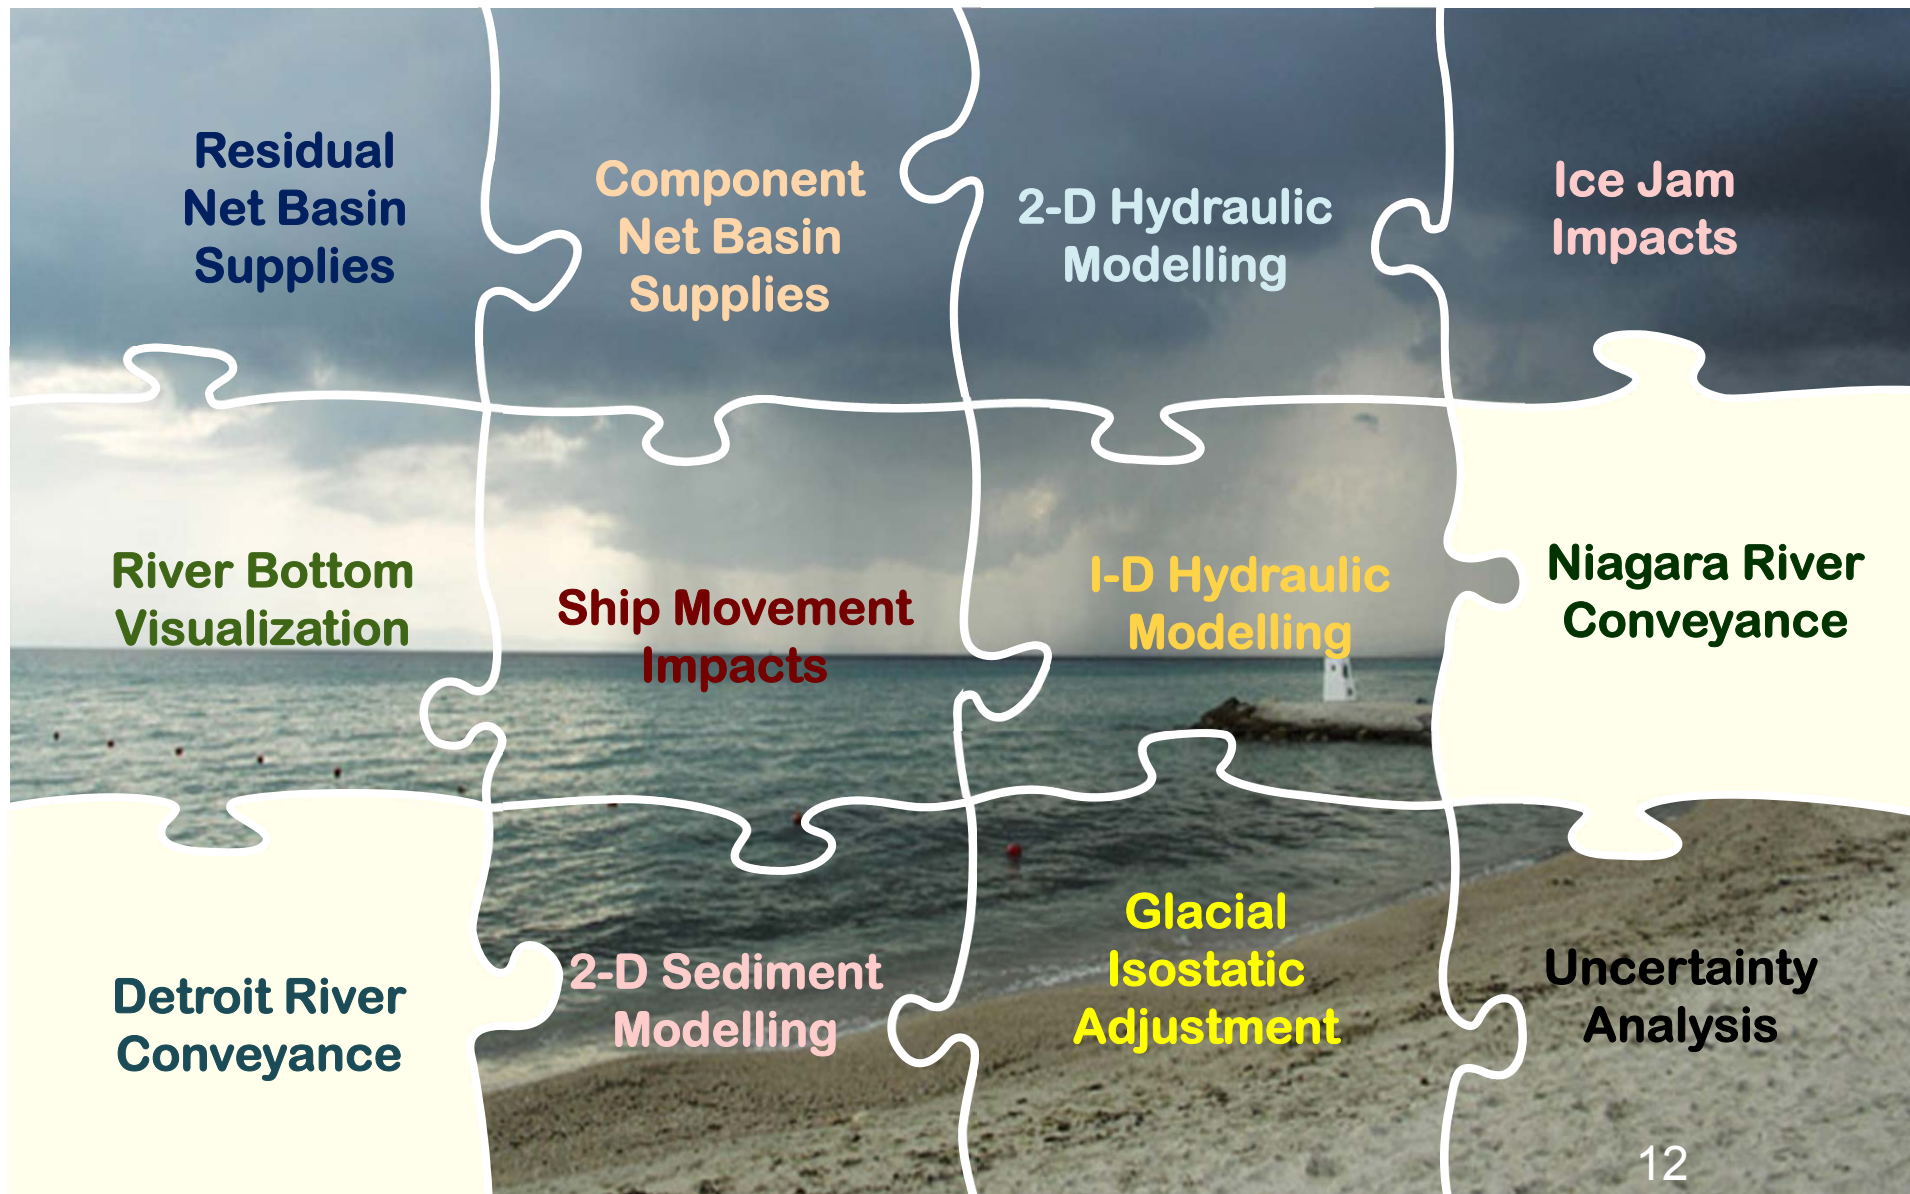 Residual
Net Basin
Supplies
Component
Net Basin
Supplies
2-D Hydraulic
Modelling
Ice Jam
Impacts
River Bottom
Visualization
Ship Movement
Impacts
1-D Hydraulic
Modelling
Niagara River
Conveyance
Detroit River
Conveyance
2-D Sediment
Modelling
Glacial
Isostatic
Adjustment
Uncertainty
Analysis
12